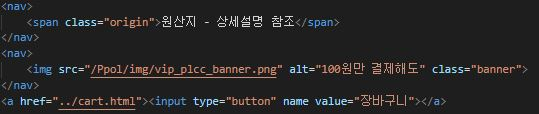 <nav>
<span class="origin">원산지 - 상세설명 참조</span>
</nav>
<nav>
<img src="/Ppol/img/vip_plcc_banner.png" alt="100원만 결제해도" class="banner">
</nav>
<a href="../cart.html"><input type="button" name value="장바구니"></a>